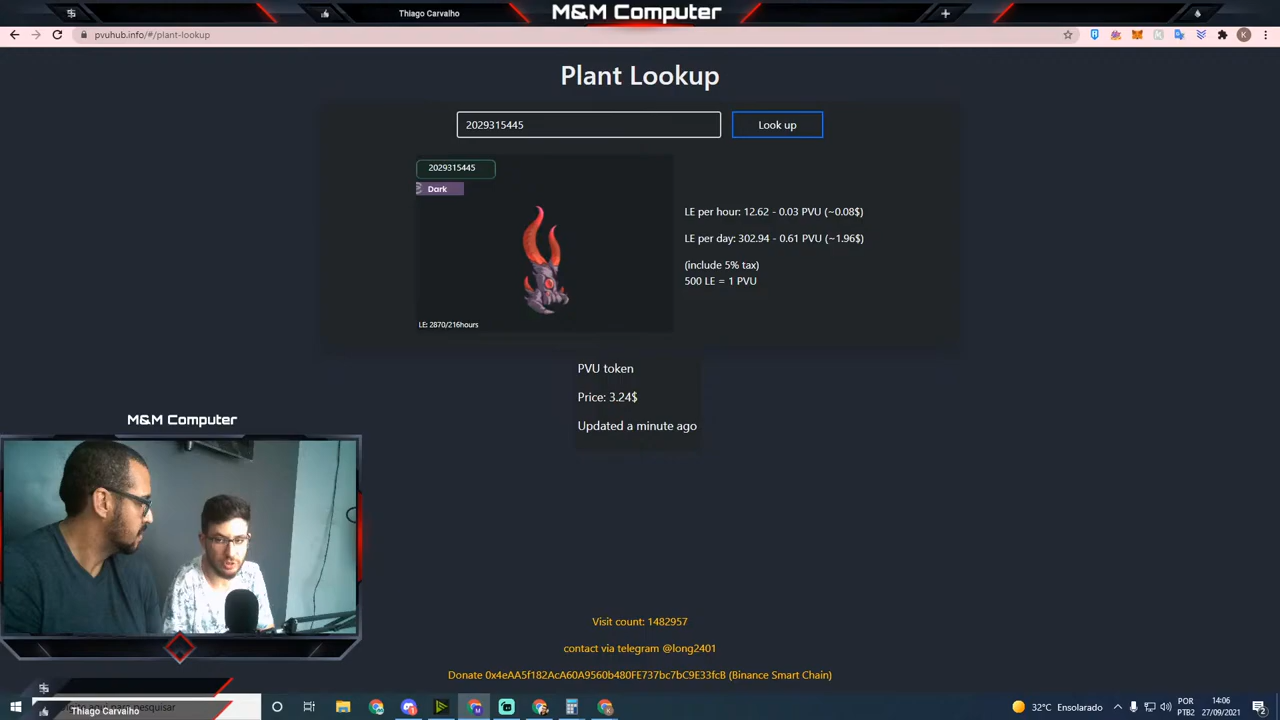 Thiago Carvalho
M&M Computer
pvuhub.info/#/plant-lookup
K
Plant Lookup
2029315445
Look up
2029315445
Dark
LE per hour: 12.62 - 0.03 PVU (~0.08$)
LE per day: 302.94 - 0.61 PVU (~1.96$)
(include 5% tax)
500 LE = 1 PVU
LE: 2870/216hours
PVU token
Price: 3.24$
Updated a minute ago
M&M Computer
Visit count: 1482957
contact via telegram @long2401
Donate 0x4eAA5f182AcA60A9560b480FE737bc7bC9E33fcB (Binance Smart Chain)
pesquisar
Thiago Carvalho
32°C Ensolarado
POR
PTB2
14:06
27/09/2021
2